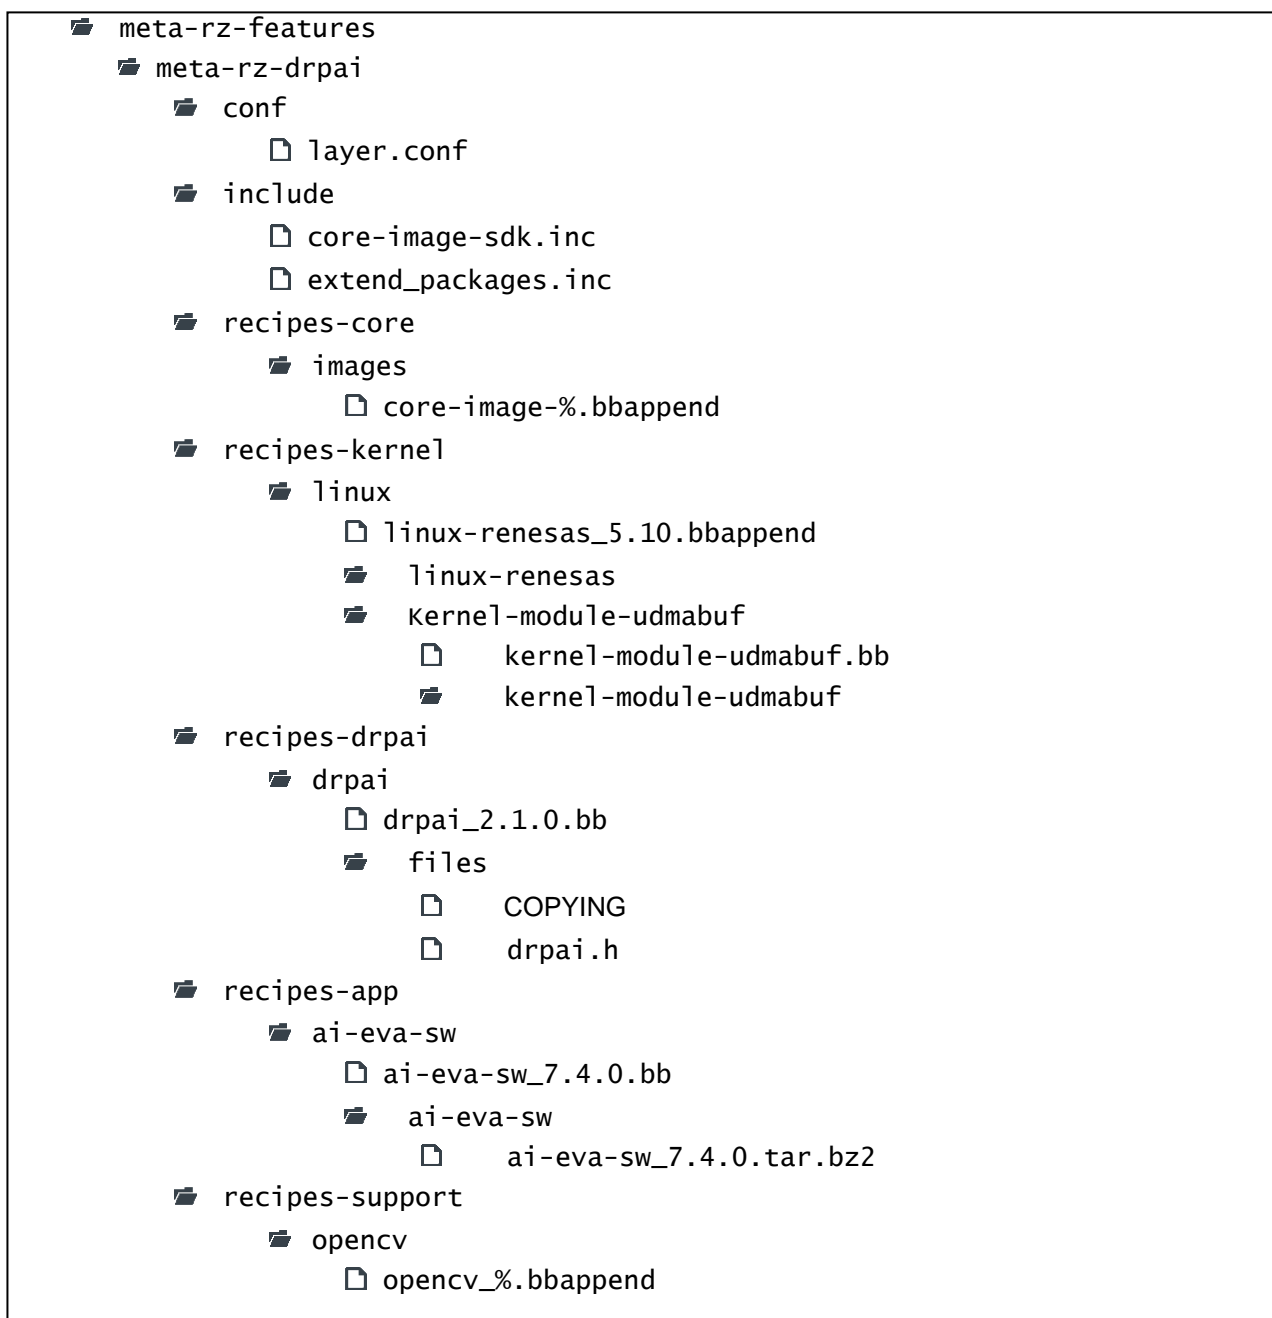 meta-rz-features
meta-rz-drpai
conf
layer.conf
include
core-image-sdk.inc
extend_packages.inc
recipes-core
images
core-image-%.bbappend
recipes-kernel
linux
linux-renesas_5.10.bbappend
linux-renesas
Kernel-module-udmabuf
kernel-module-udmabuf.bb
kernel-module-udmabuf
recipes-drpai
drpai
drpai_2.1.0.bb
files
COPYING
drpai.h
recipes-app
ai-eva-sw
ai-eva-sw_7.4.0.bb
ai-eva-sw
ai-eva-sw_7.4.0.tar.bz2
recipes-support
opencv
opencv_%.bbappend